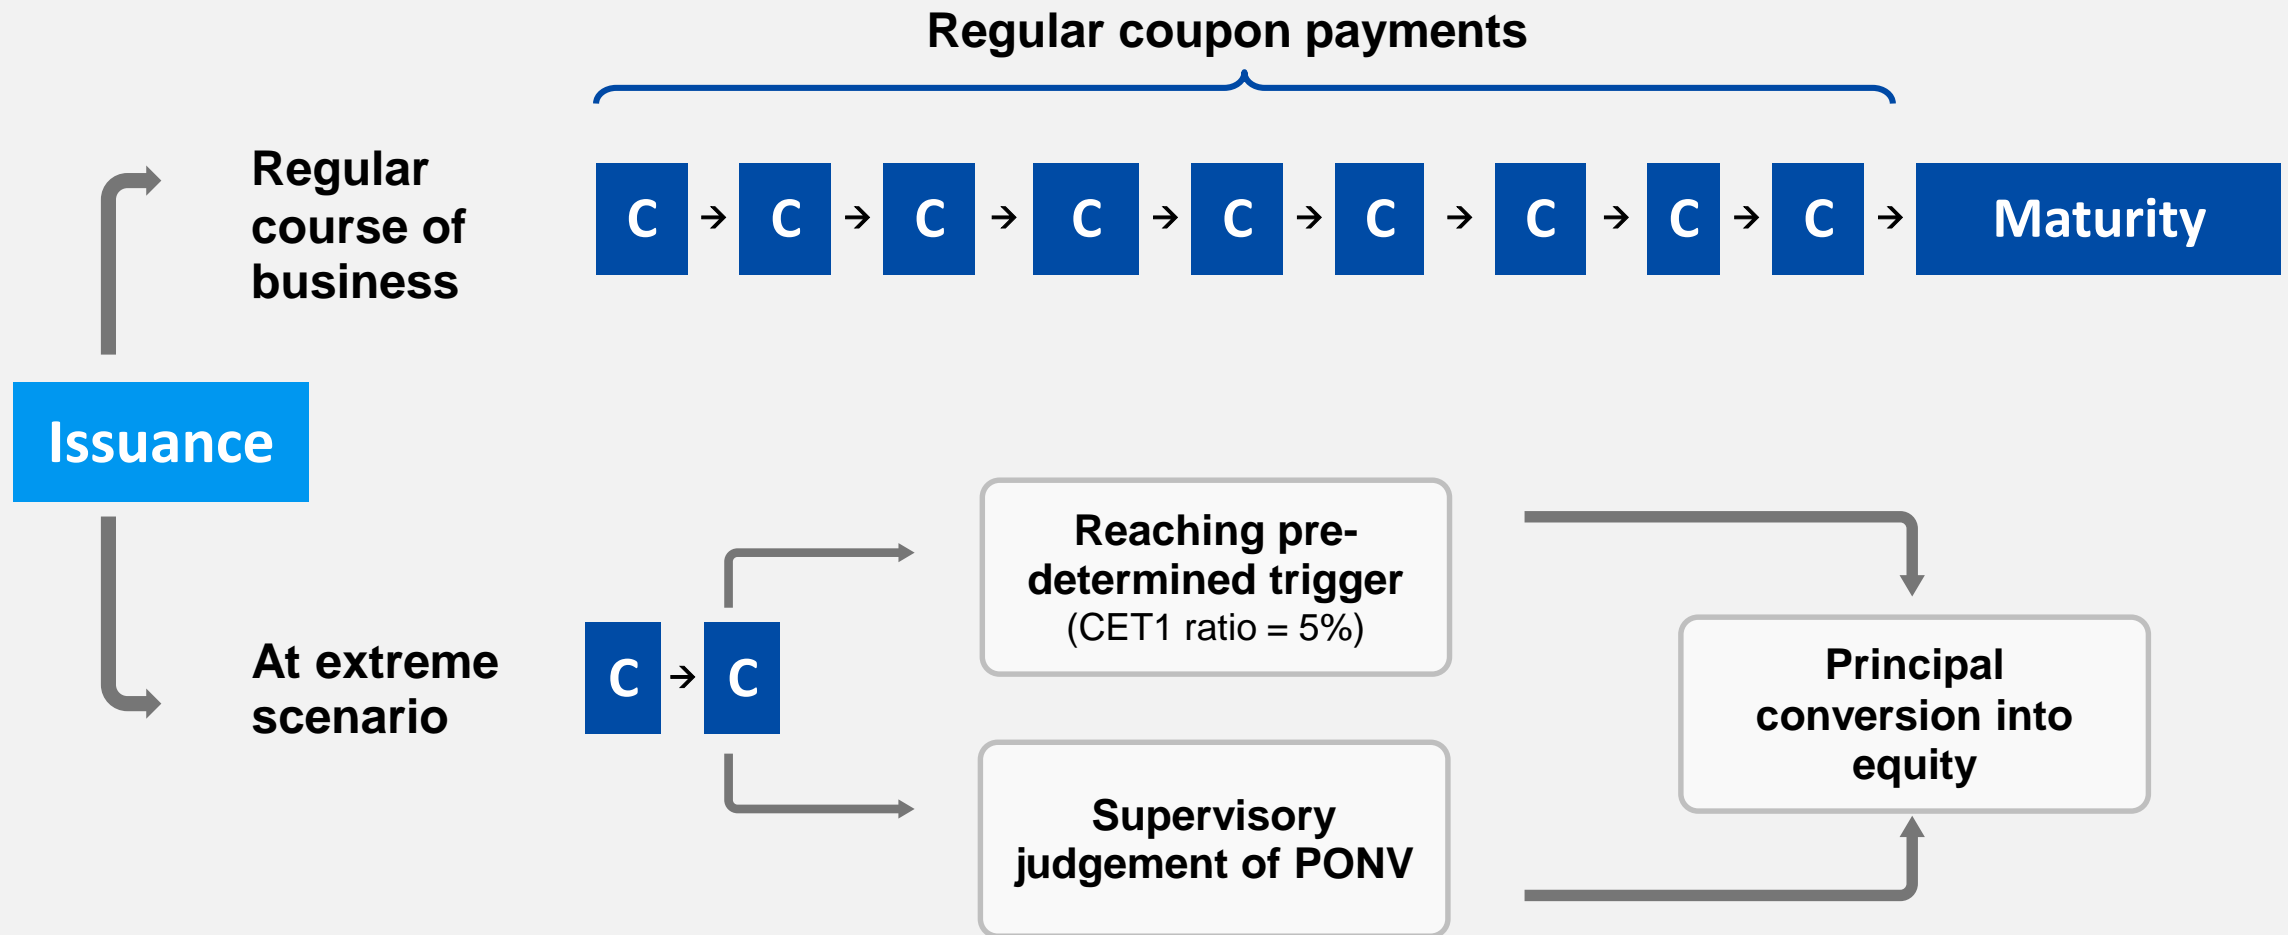 Regular coupon payments
Regular
course of
business
C → C → C → C → C → C → C → C → C → Maturity
Issuance
At extreme
scenario
C → C
Reaching pre-
determined trigger
(CET1 ratio = 5%)
Supervisory
judgement of PONV
Principal
conversion into
equity